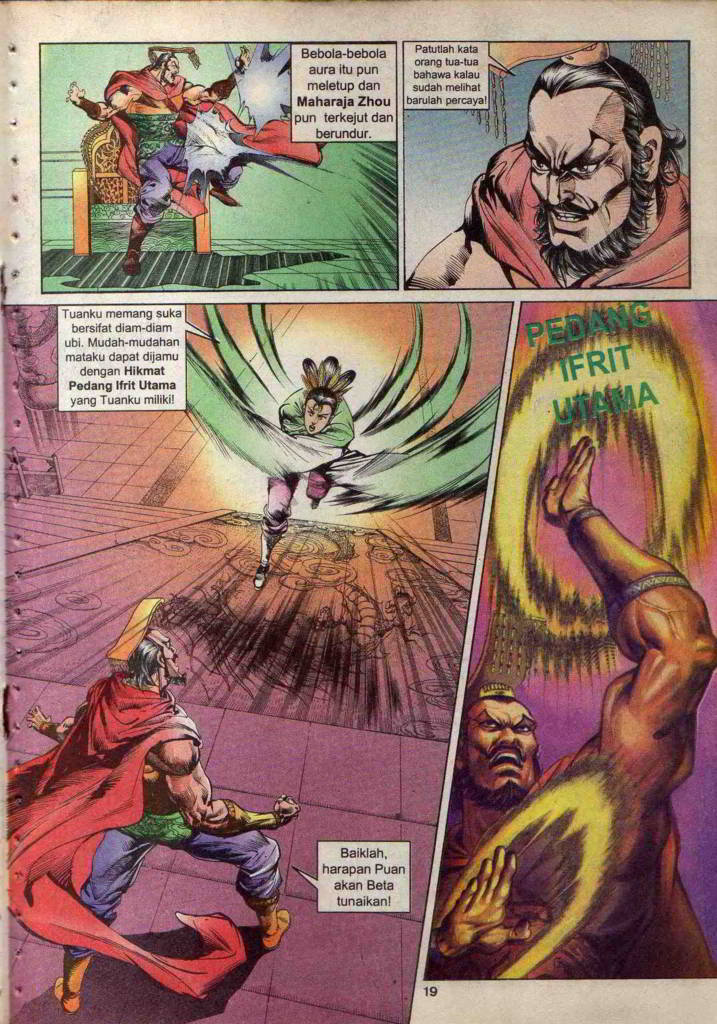 Bebola-bebola
aura itu pun
meletup dan
Maharaja Zhou
pun terkejut dan
berundur.
Patutlah kata
orang tua-tua
bahawa kalau
sudah melihat
barulah percaya!
Tuanku memang suka
bersifat diam-diam
ubi. Mudah-mudahan
mataku dapat dijamu
dengan Hikmat
Pedang Ifrit Utama
yang Tuanku miliki!
PEDANG
IFRIT
UTAMA
Baiklah,
harapan Puan
akan Beta
tunaikan!
19